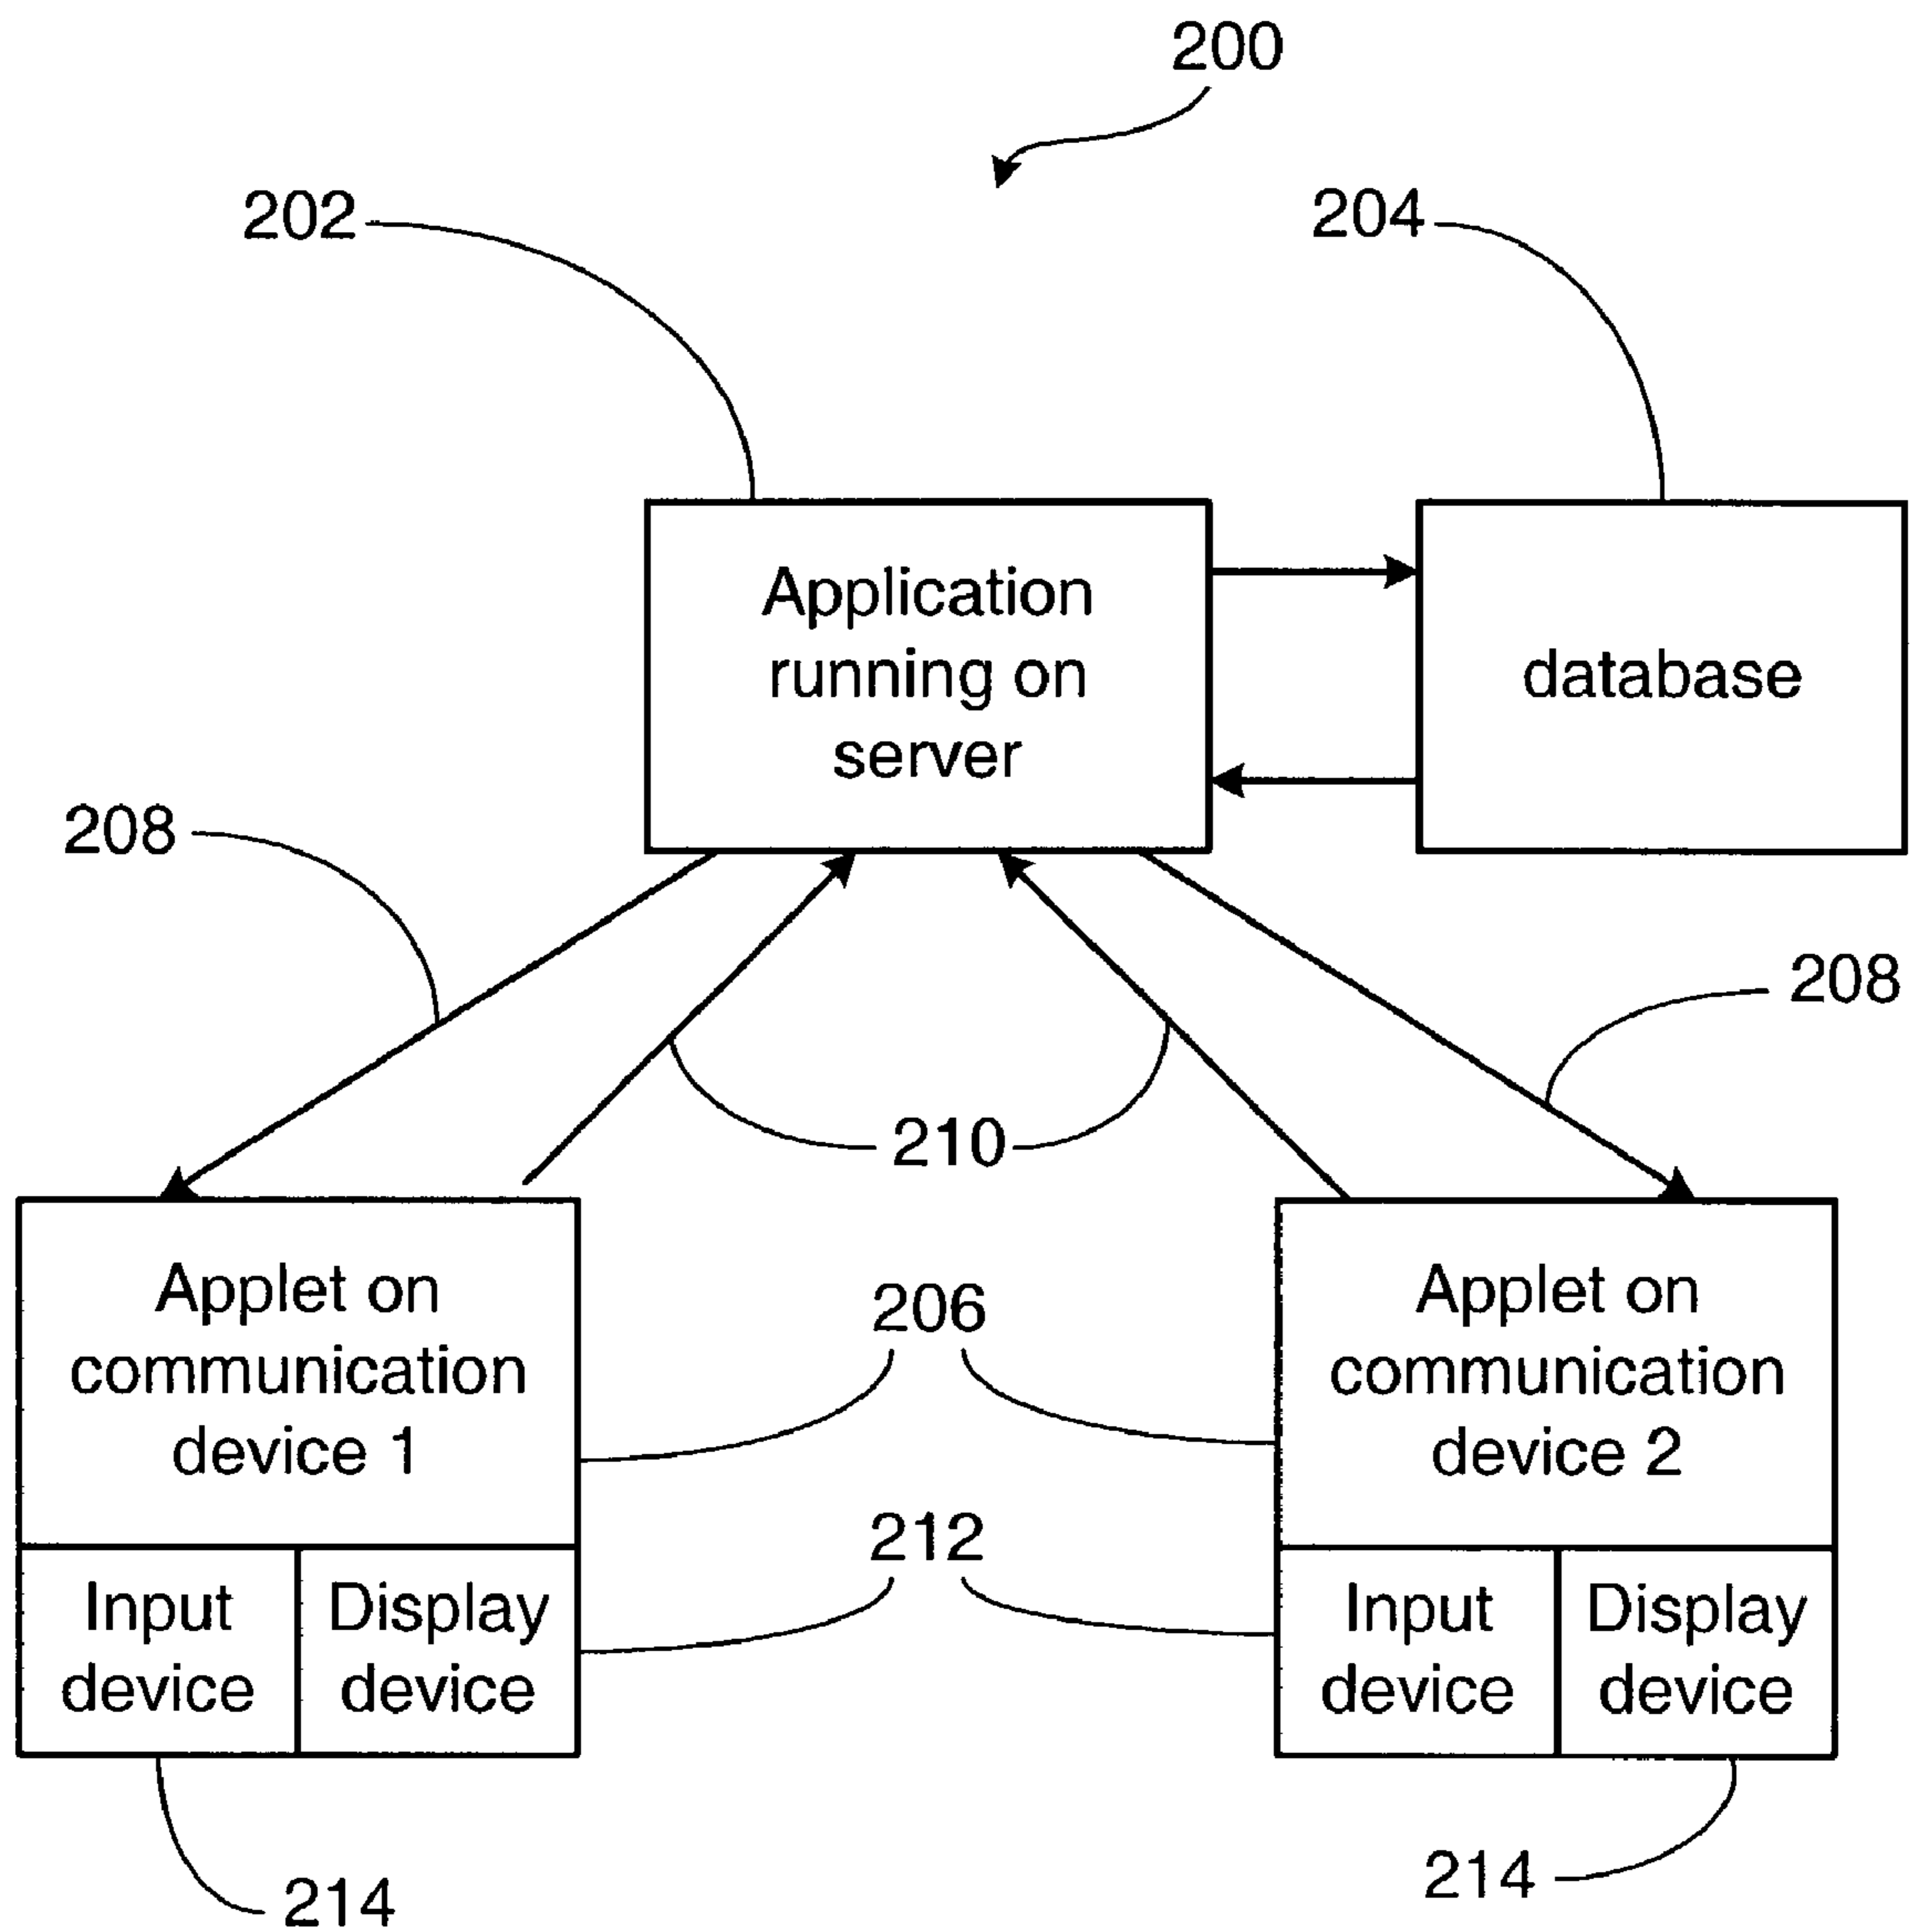 200
202
204
Application
running on
server
database
208
208
210
Applet on
communication
device 1
206
Applet on
communication
device 2
212
Input
device
Display
device
Input
device
Display
device
214
214